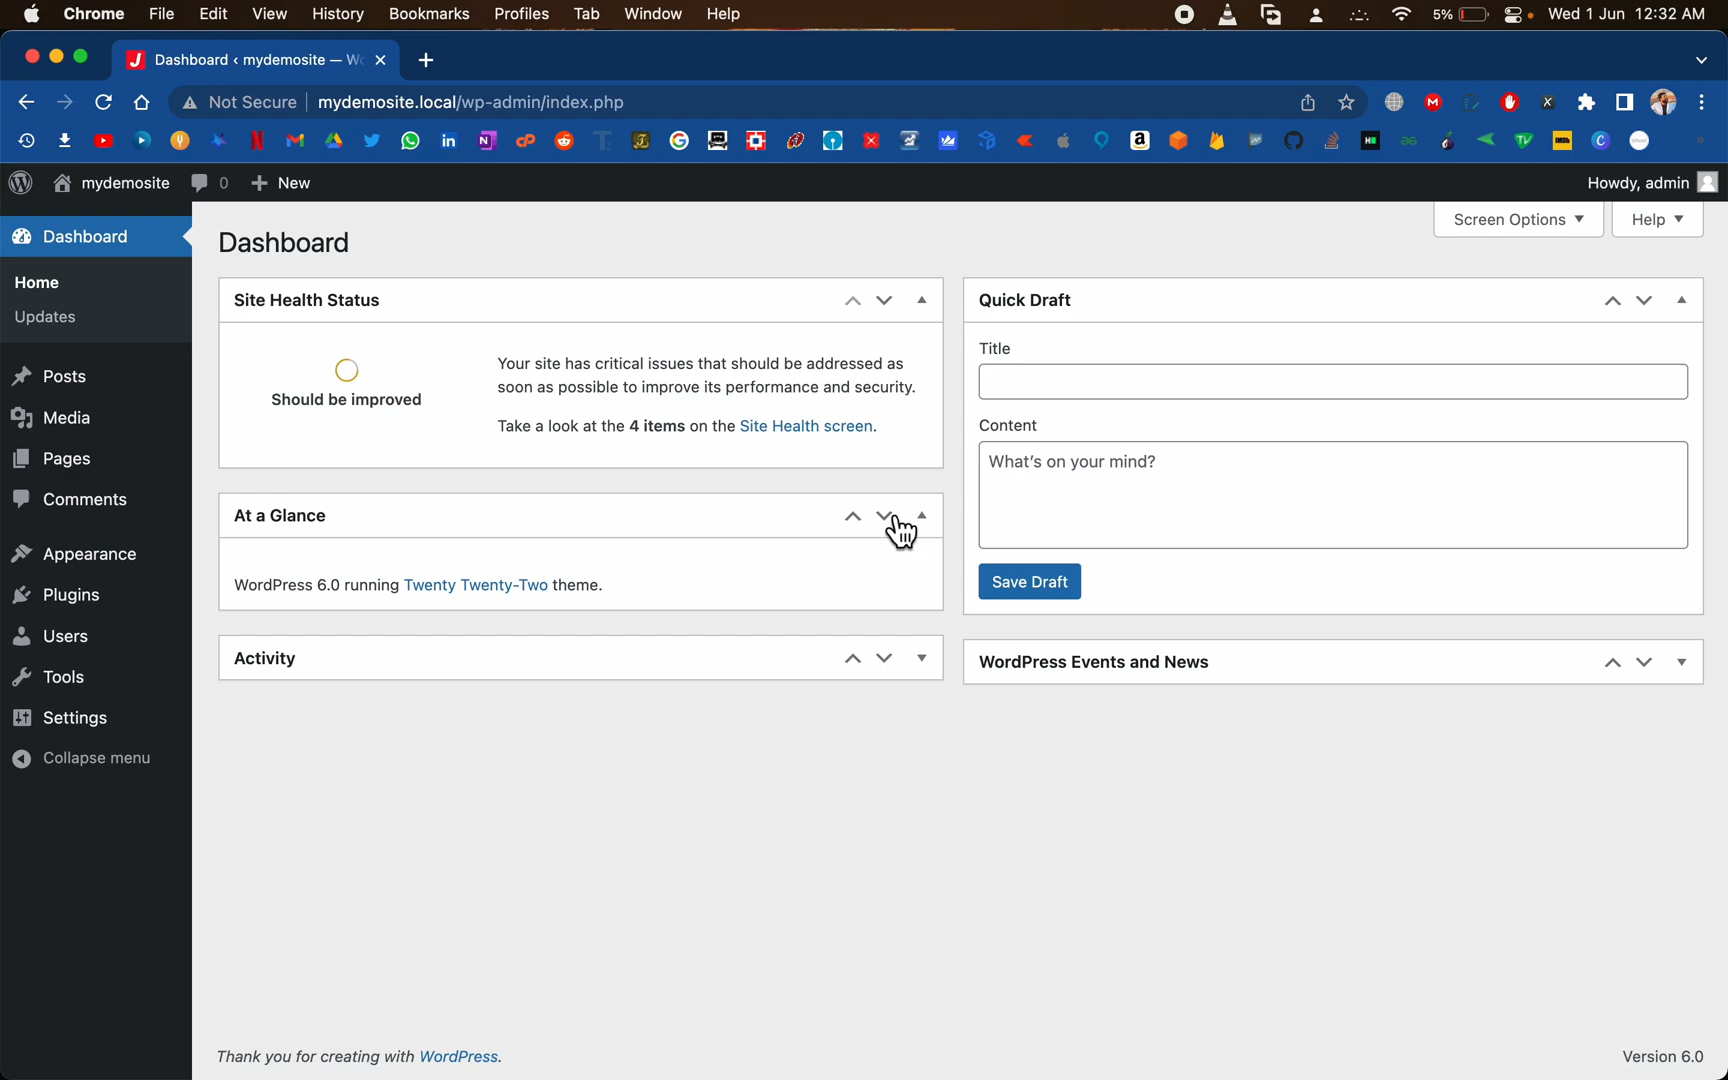 Chrome File Edit View History Bookmarks Profiles Tab Window Help 5% Wed 1 Jun 12:32 AM
Dashboard ‹ mydemosite — Wo
Not Secure mydemosite.local/wp-admin/index.php
mydemosite 0 New Howdy, admin
Screen Options Help
Dashboard
Home
Updates
Posts
Media
Pages
Comments
Appearance
Plugins
Users
Tools
Settings
Collapse menu
Dashboard
Site Health Status
Should be improved
Your site has critical issues that should be addressed as
soon as possible to improve its performance and security.
Take a look at the 4 items on the Site Health screen.
At a Glance
WordPress 6.0 running Twenty Twenty-Two theme.
Activity
Quick Draft
Title
Content
What's on your mind?
Save Draft
WordPress Events and News
Thank you for creating with WordPress.
Version 6.0